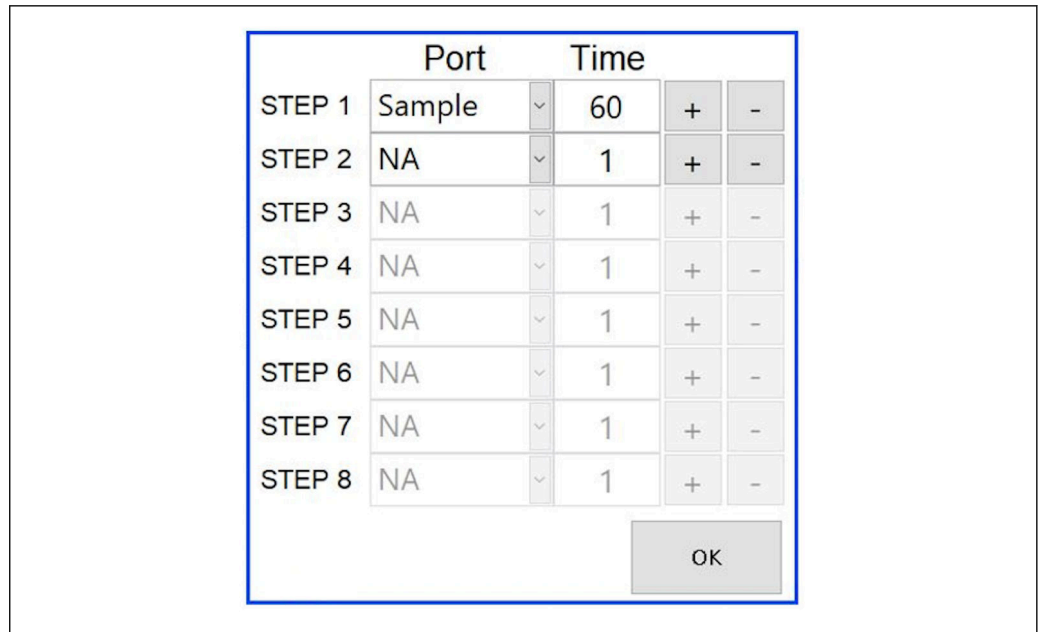 Port Time
STEP 1 Sample 60 + -
STEP 2 NA 1 + -
STEP 3 NA 1 + -
STEP 4 NA 1 + -
STEP 5 NA 1 + -
STEP 6 NA 1 + -
STEP 7 NA 1 + -
STEP 8 NA 1 + -
OK